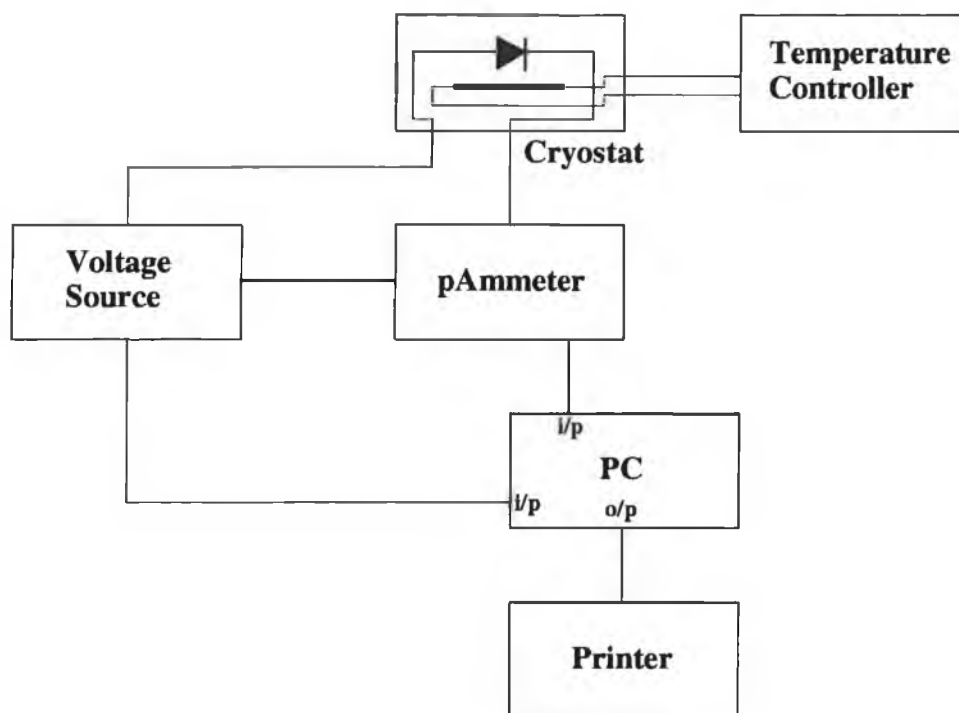 Temperature
Controller
Cryostat
Voltage
Source
pAmmeter
i/p
PC
i/p
o/p
Printer